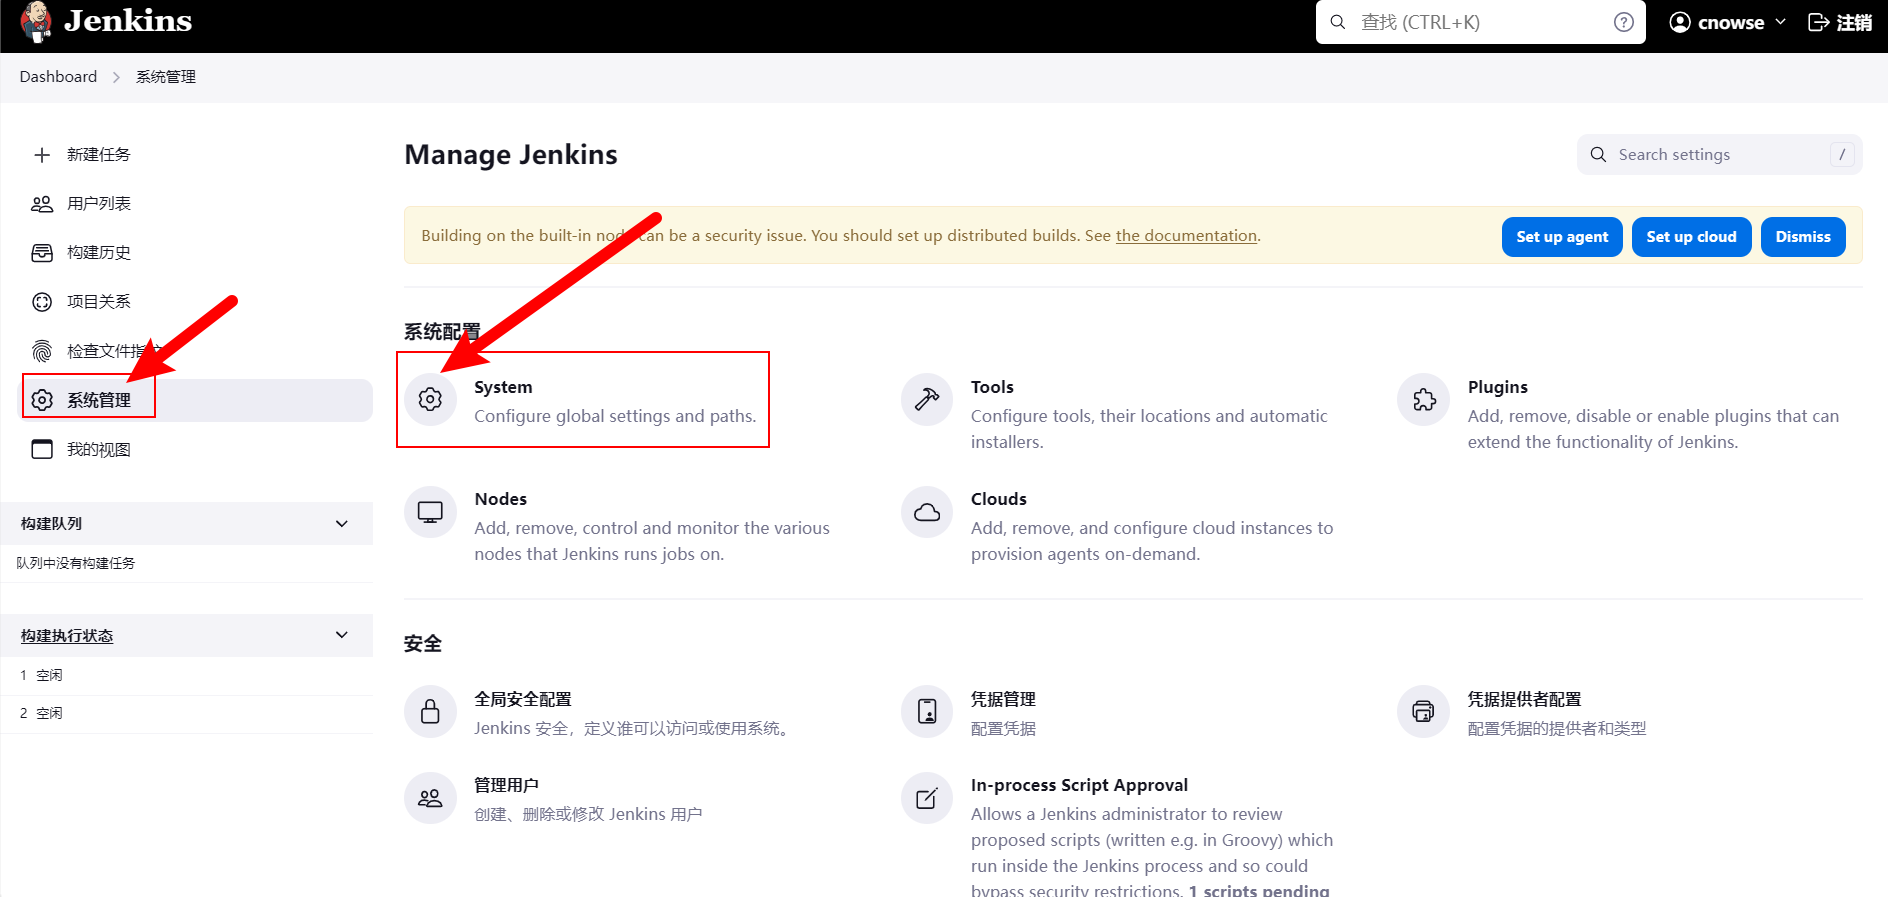 Jenkins
查找 (CTRL+K)
cnowse
注销
Dashboard
系统管理
新建任务
用户列表
构建历史
项目关系
检查文件指
系统管理
我的视图
构建队列
队列中没有构建任务
构建执行状态
1 空闲
2 空闲
Manage Jenkins
Search settings /
Building on the built-in node can be a security issue. You should set up distributed builds. See the documentation.
Set up agent
Set up cloud
Dismiss
系统配置
System
Configure global settings and paths.
Tools
Configure tools, their locations and automatic
installers.
Plugins
Add, remove, disable or enable plugins that can
extend the functionality of Jenkins.
Nodes
Add, remove, control and monitor the various
nodes that Jenkins runs jobs on.
Clouds
Add, remove, and configure cloud instances to
provision agents on-demand.
安全
全局安全配置
Jenkins 安全，定义谁可以访问或使用系统。
凭据管理
配置凭据
凭据提供者配置
配置凭据的提供者和类型
管理用户
创建、删除或修改 Jenkins 用户
In-process Script Approval
Allows a Jenkins administrator to review
proposed scripts (written e.g. in Groovy) which
run inside the Jenkins process and so could
bypass security restrictions. 1 scripts pending